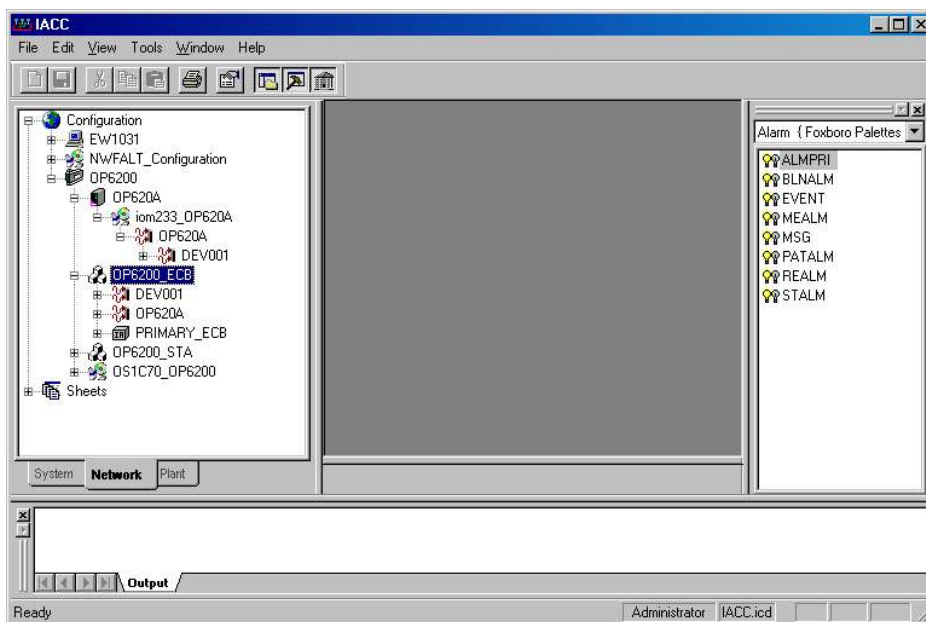 IACC
File Edit View Tools Window Help
Configuration
EW1031
NWFALT_Configuration
OP6200
OP620A
iom233_OP620A
OP620A
DEV001
OP6200_ECB
DEV001
OP620A
PRIMARY_ECB
OP6200_STA
OS1C70_OP6200
Sheets
System Network Plant
Alarm { Foxboro Palettes
ALMPRI
BLNALM
EVENT
MEALM
MSG
PATALM
REALM
STALM
Output
Ready Administrator IACC.icd